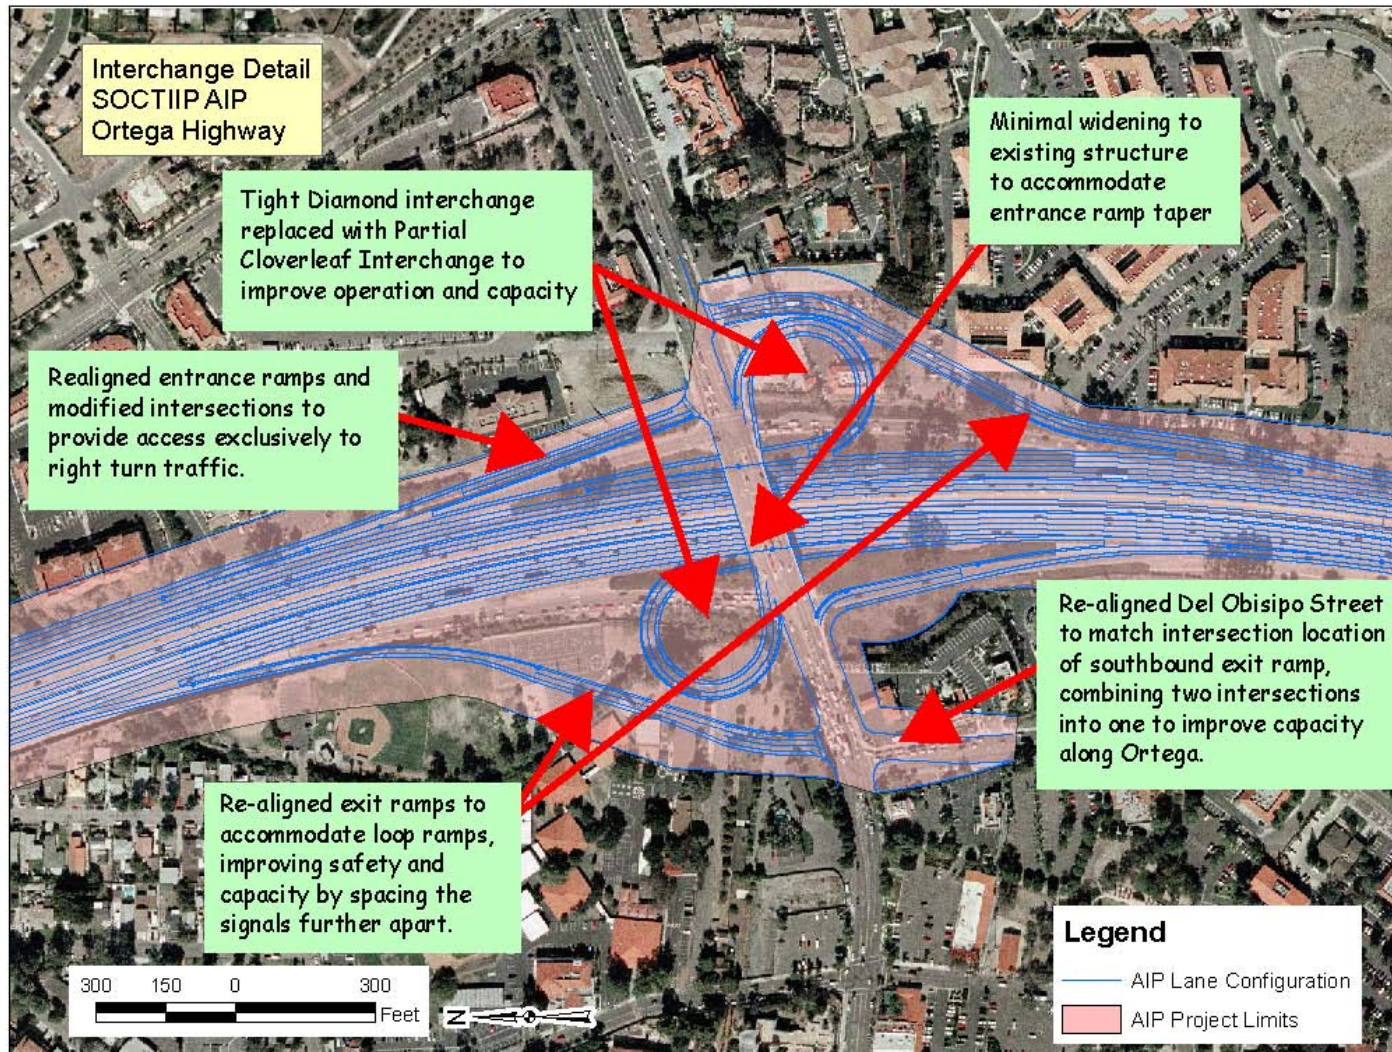 Interchange Detail
SOCTIIP AIP
Ortega Highway
Minimal widening to
existing structure
to accommodate
entrance ramp taper
Tight Diamond interchange
replaced with Partial
Cloverleaf Interchange to
improve operation and capacity
Realigned entrance ramps and
modified intersections to
provide access exclusively to
right turn traffic.
Re-aligned Del Obisipo Street
to match intersection location
of southbound exit ramp,
combining two intersections
into one to improve capacity
along Ortega.
Re-aligned exit ramps to
accommodate loop ramps,
improving safety and
capacity by spacing the
signals further apart.
300 150 0 300
Feet
N
Legend
AIP Lane Configuration
AIP Project Limits